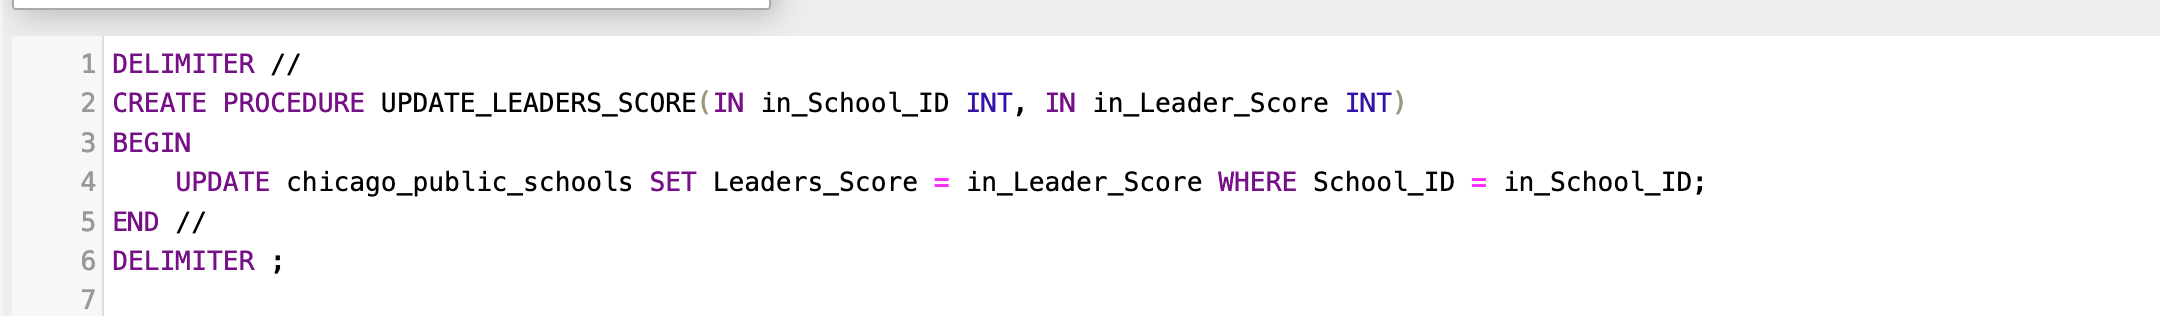 1 DELIMITER //
2 CREATE PROCEDURE UPDATE_LEADERS_SCORE(IN in_School_ID INT, IN in_Leader_Score INT)
3 BEGIN
4     UPDATE chicago_public_schools SET Leaders_Score = in_Leader_Score WHERE School_ID = in_School_ID;
5 END //
6 DELIMITER ;
7